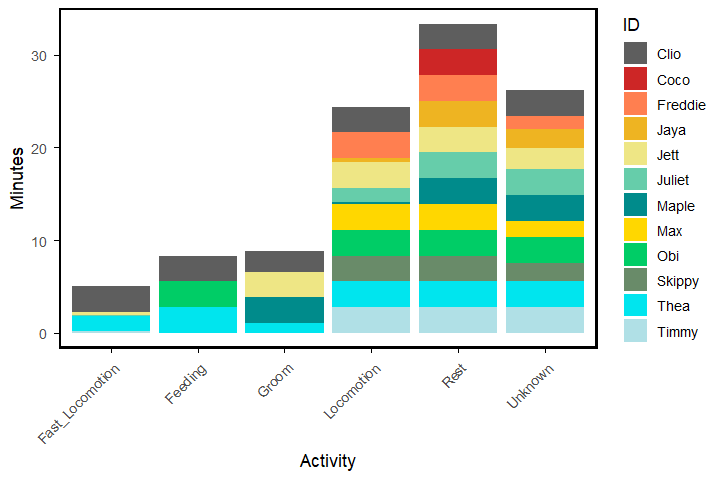 ID
Clio
Coco
Freddie
Jaya
Jett
Juliet
Maple
Max
Obi
Skippy
Thea
Timmy
Minutes
30
20
10
0
Fast_Locomotion
Feeding
Groom
Locomotion
Rest
Unknown
Activity